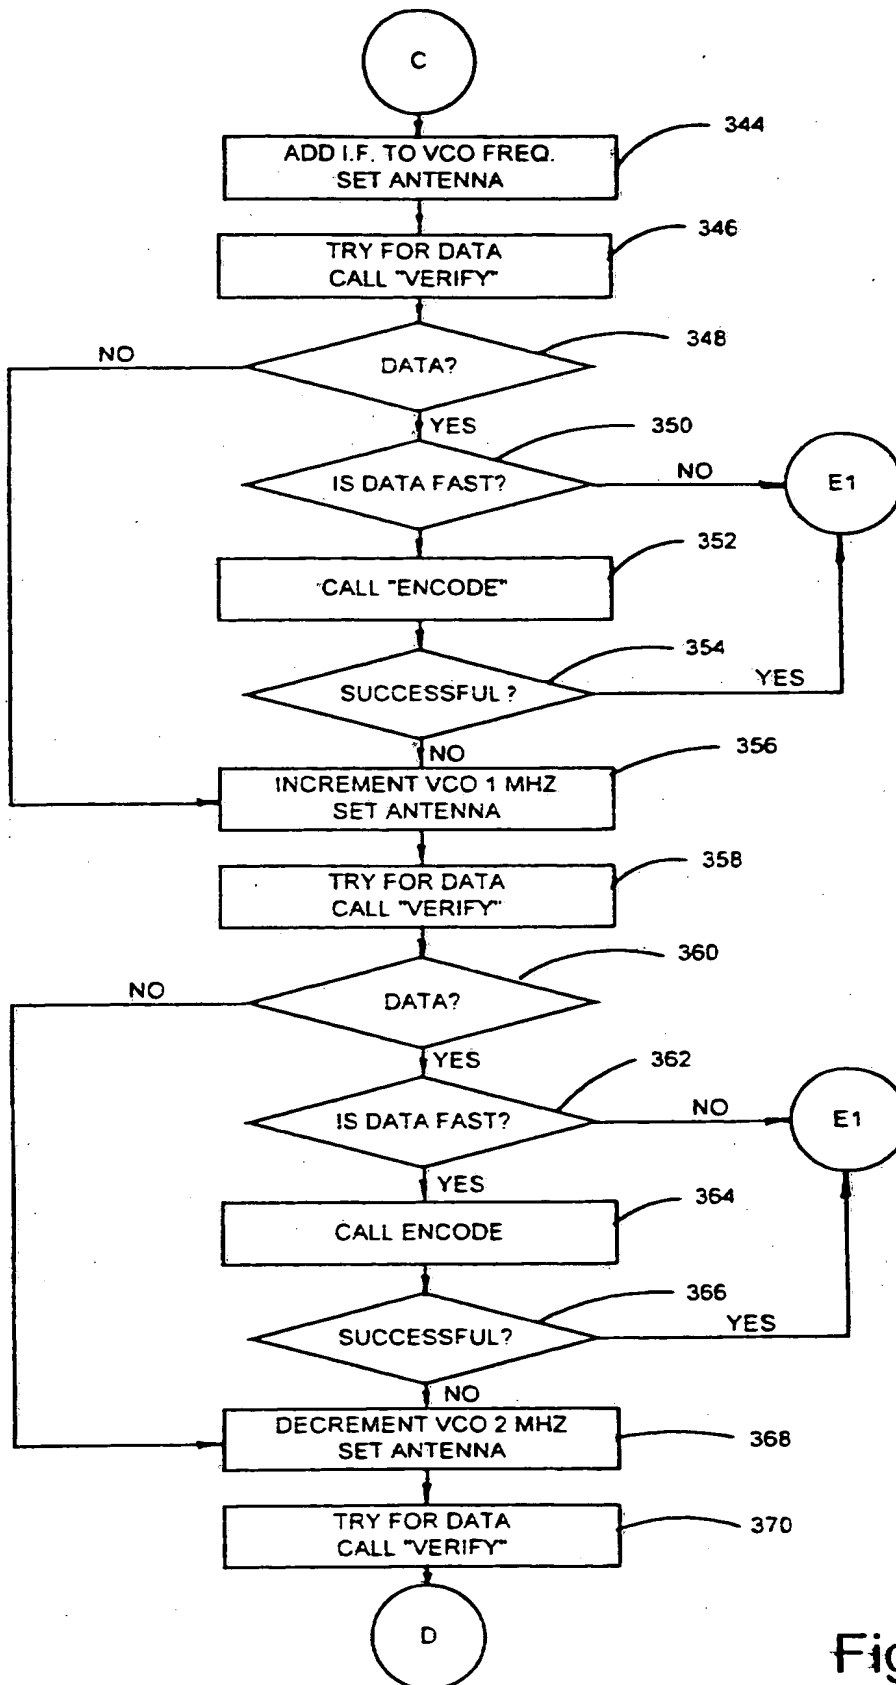 C
ADD I.F. TO VCO FREQ.
SET ANTENNA
344
TRY FOR DATA
CALL "VERIFY"
346
DATA?
348
NO
YES
IS DATA FAST?
350
NO
E1
CALL "ENCODE"
352
SUCCESSFUL?
354
YES
NO
INCREMENT VCO 1 MHZ
SET ANTENNA
356
TRY FOR DATA
CALL "VERIFY"
358
DATA?
360
NO
YES
IS DATA FAST?
362
NO
E1
YES
CALL ENCODE
364
SUCCESSFUL?
366
YES
NO
DECREMENT VCO 2 MHZ
SET ANTENNA
368
TRY FOR DATA
CALL "VERIFY"
370
D
Fig